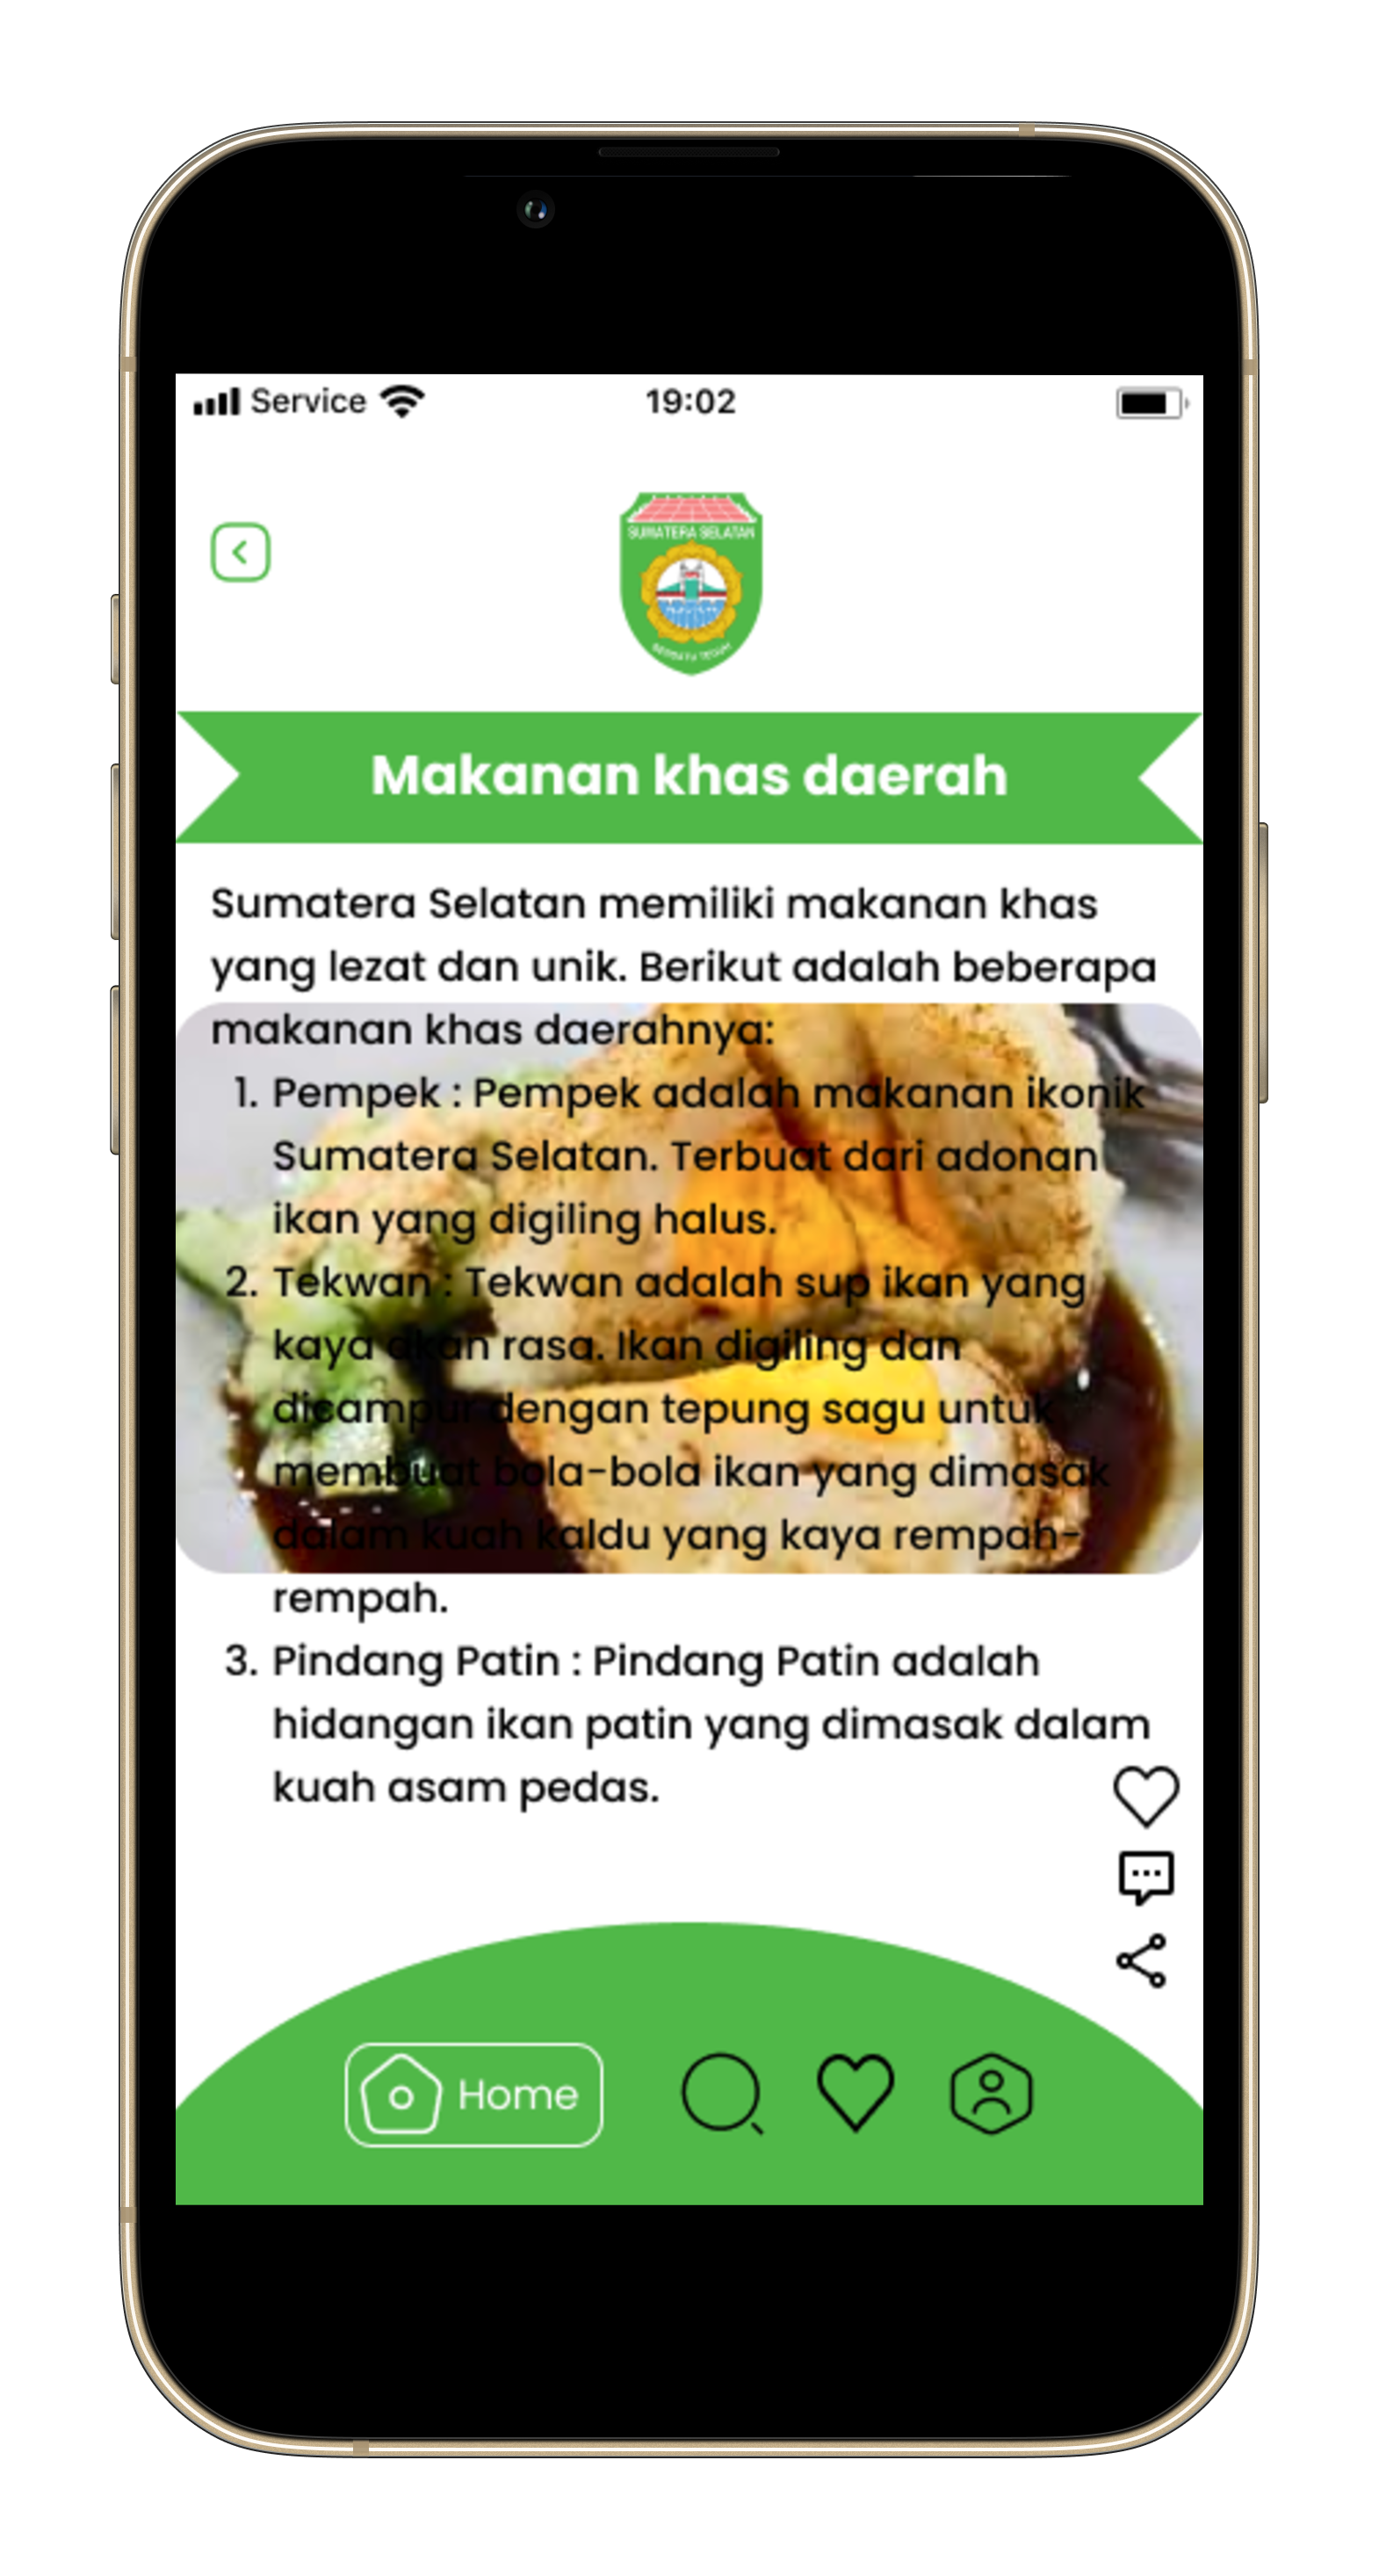 Service
19:02
SUMATERA SELATAN
Makanan khas daerah
Sumatera Selatan memiliki makanan khas
yang lezat dan unik. Berikut adalah beberapa
makanan khas daerahnya:
1. Pempek : Pempek adalah makanan ikonik
Sumatera Selatan. Terbuat dari adonan
ikan yang digiling halus.
2. Tekwan : Tekwan adalah sup ikan yang
kaya akan rasa. Ikan digiling dan
dicampur dengan tepung sagu untuk
membuat bola-bola ikan yang dimasak
dalam kuah kaldu yang kaya rempah-
rempah.
3. Pindang Patin : Pindang Patin adalah
hidangan ikan patin yang dimasak dalam
kuah asam pedas.
Home